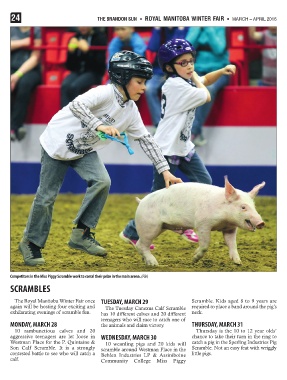 24
THE BRANDON SUN • ROYAL MANITOBA WINTER FAIR • MARCH – APRIL 2016
Competitors in the Miss Piggy Scramble work to corral their prize in the main arena.
SCRAMBLES
The Royal Manitoba Winter Fair once
again will be hosting four exciting and
exhilarating evenings of scramble fun.
MONDAY, MARCH 28
10 rambunctious calves and 20
aggressive teenagers are let loose in
Westman Place for the P. Quintaine &
Son Calf Scramble. It is a strongly
contested battle to see who will catch a
calf.
TUESDAY, MARCH 29
The Tuesday Cameros Calf Scramble
has 10 different calves and 20 different
teenagers who will race to catch one of
the animals and claim victory.
WEDNESDAY, MARCH 30
10 squealing pigs and 20 kids will
scramble around Westman Place in the
Behlen Industries LP & Assiniboine
Community College Miss Piggy
Scramble. Kids aged 8 to 9 years are
required to place a band around the pig's
neck.
THURSDAY, MARCH 31
Thursday is the 10 to 12 year olds'
chance to take their turn in the ring to
catch a pig in the Sperling Industries Pig
Scramble. Not an easy feat with wriggly
little pigs.